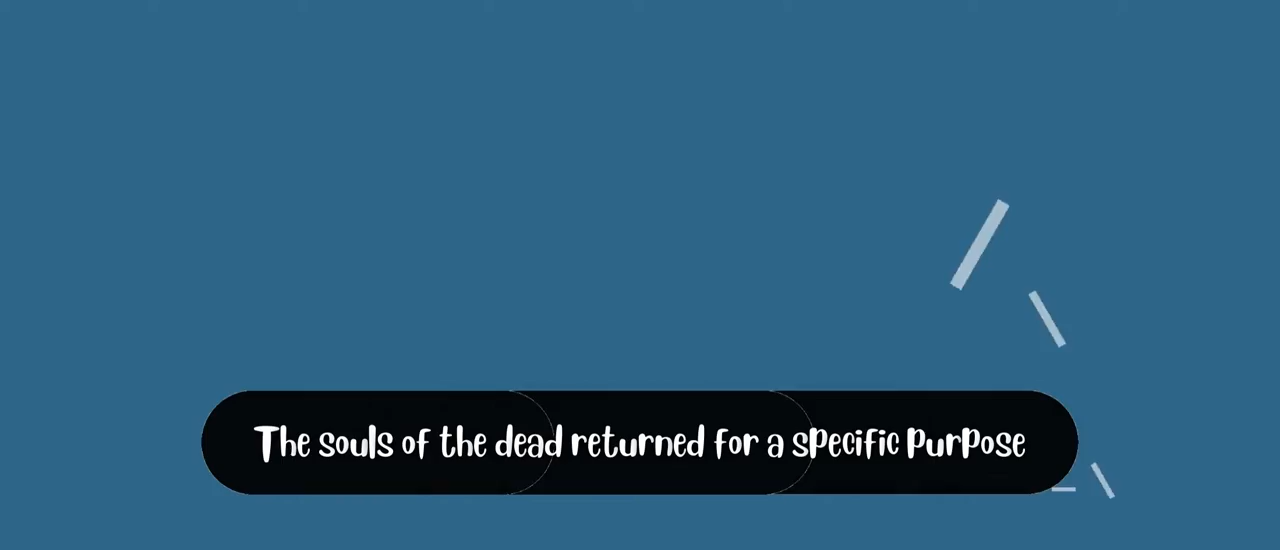 The souls of the dead returned for a specific purpose